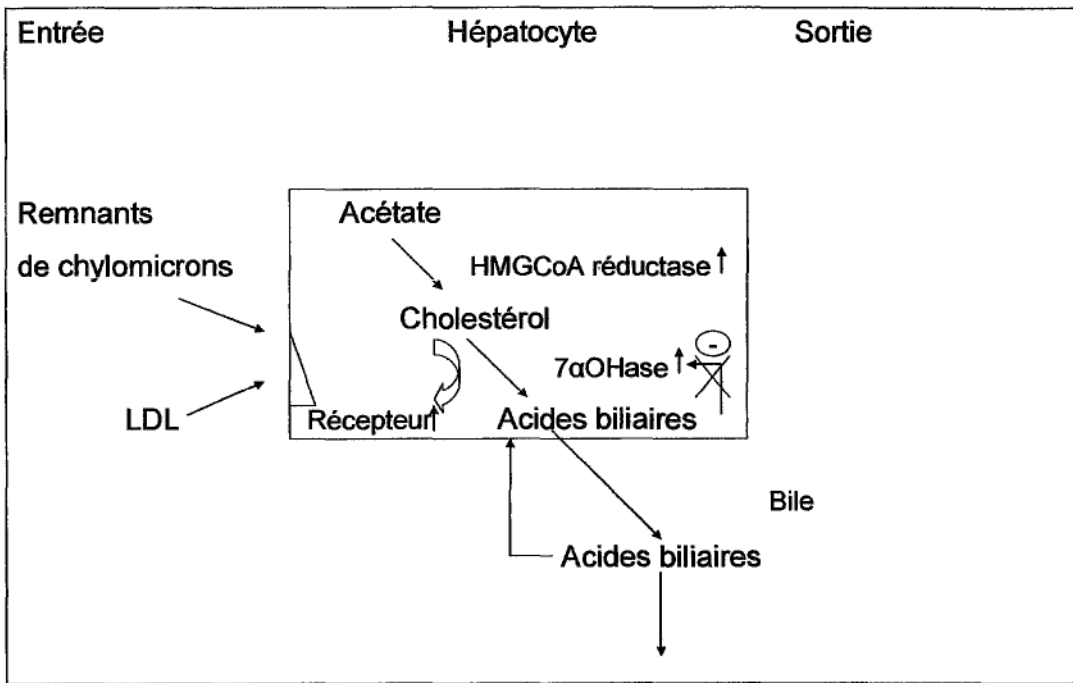 Entrée Hépatocyte Sortie
Remnants
de chylomicrons
LDL
Acétate
HMGCoA réductase
Cholestérol
7αOHase
-
Récepteur
Acides biliaires
Bile
Acides biliaires